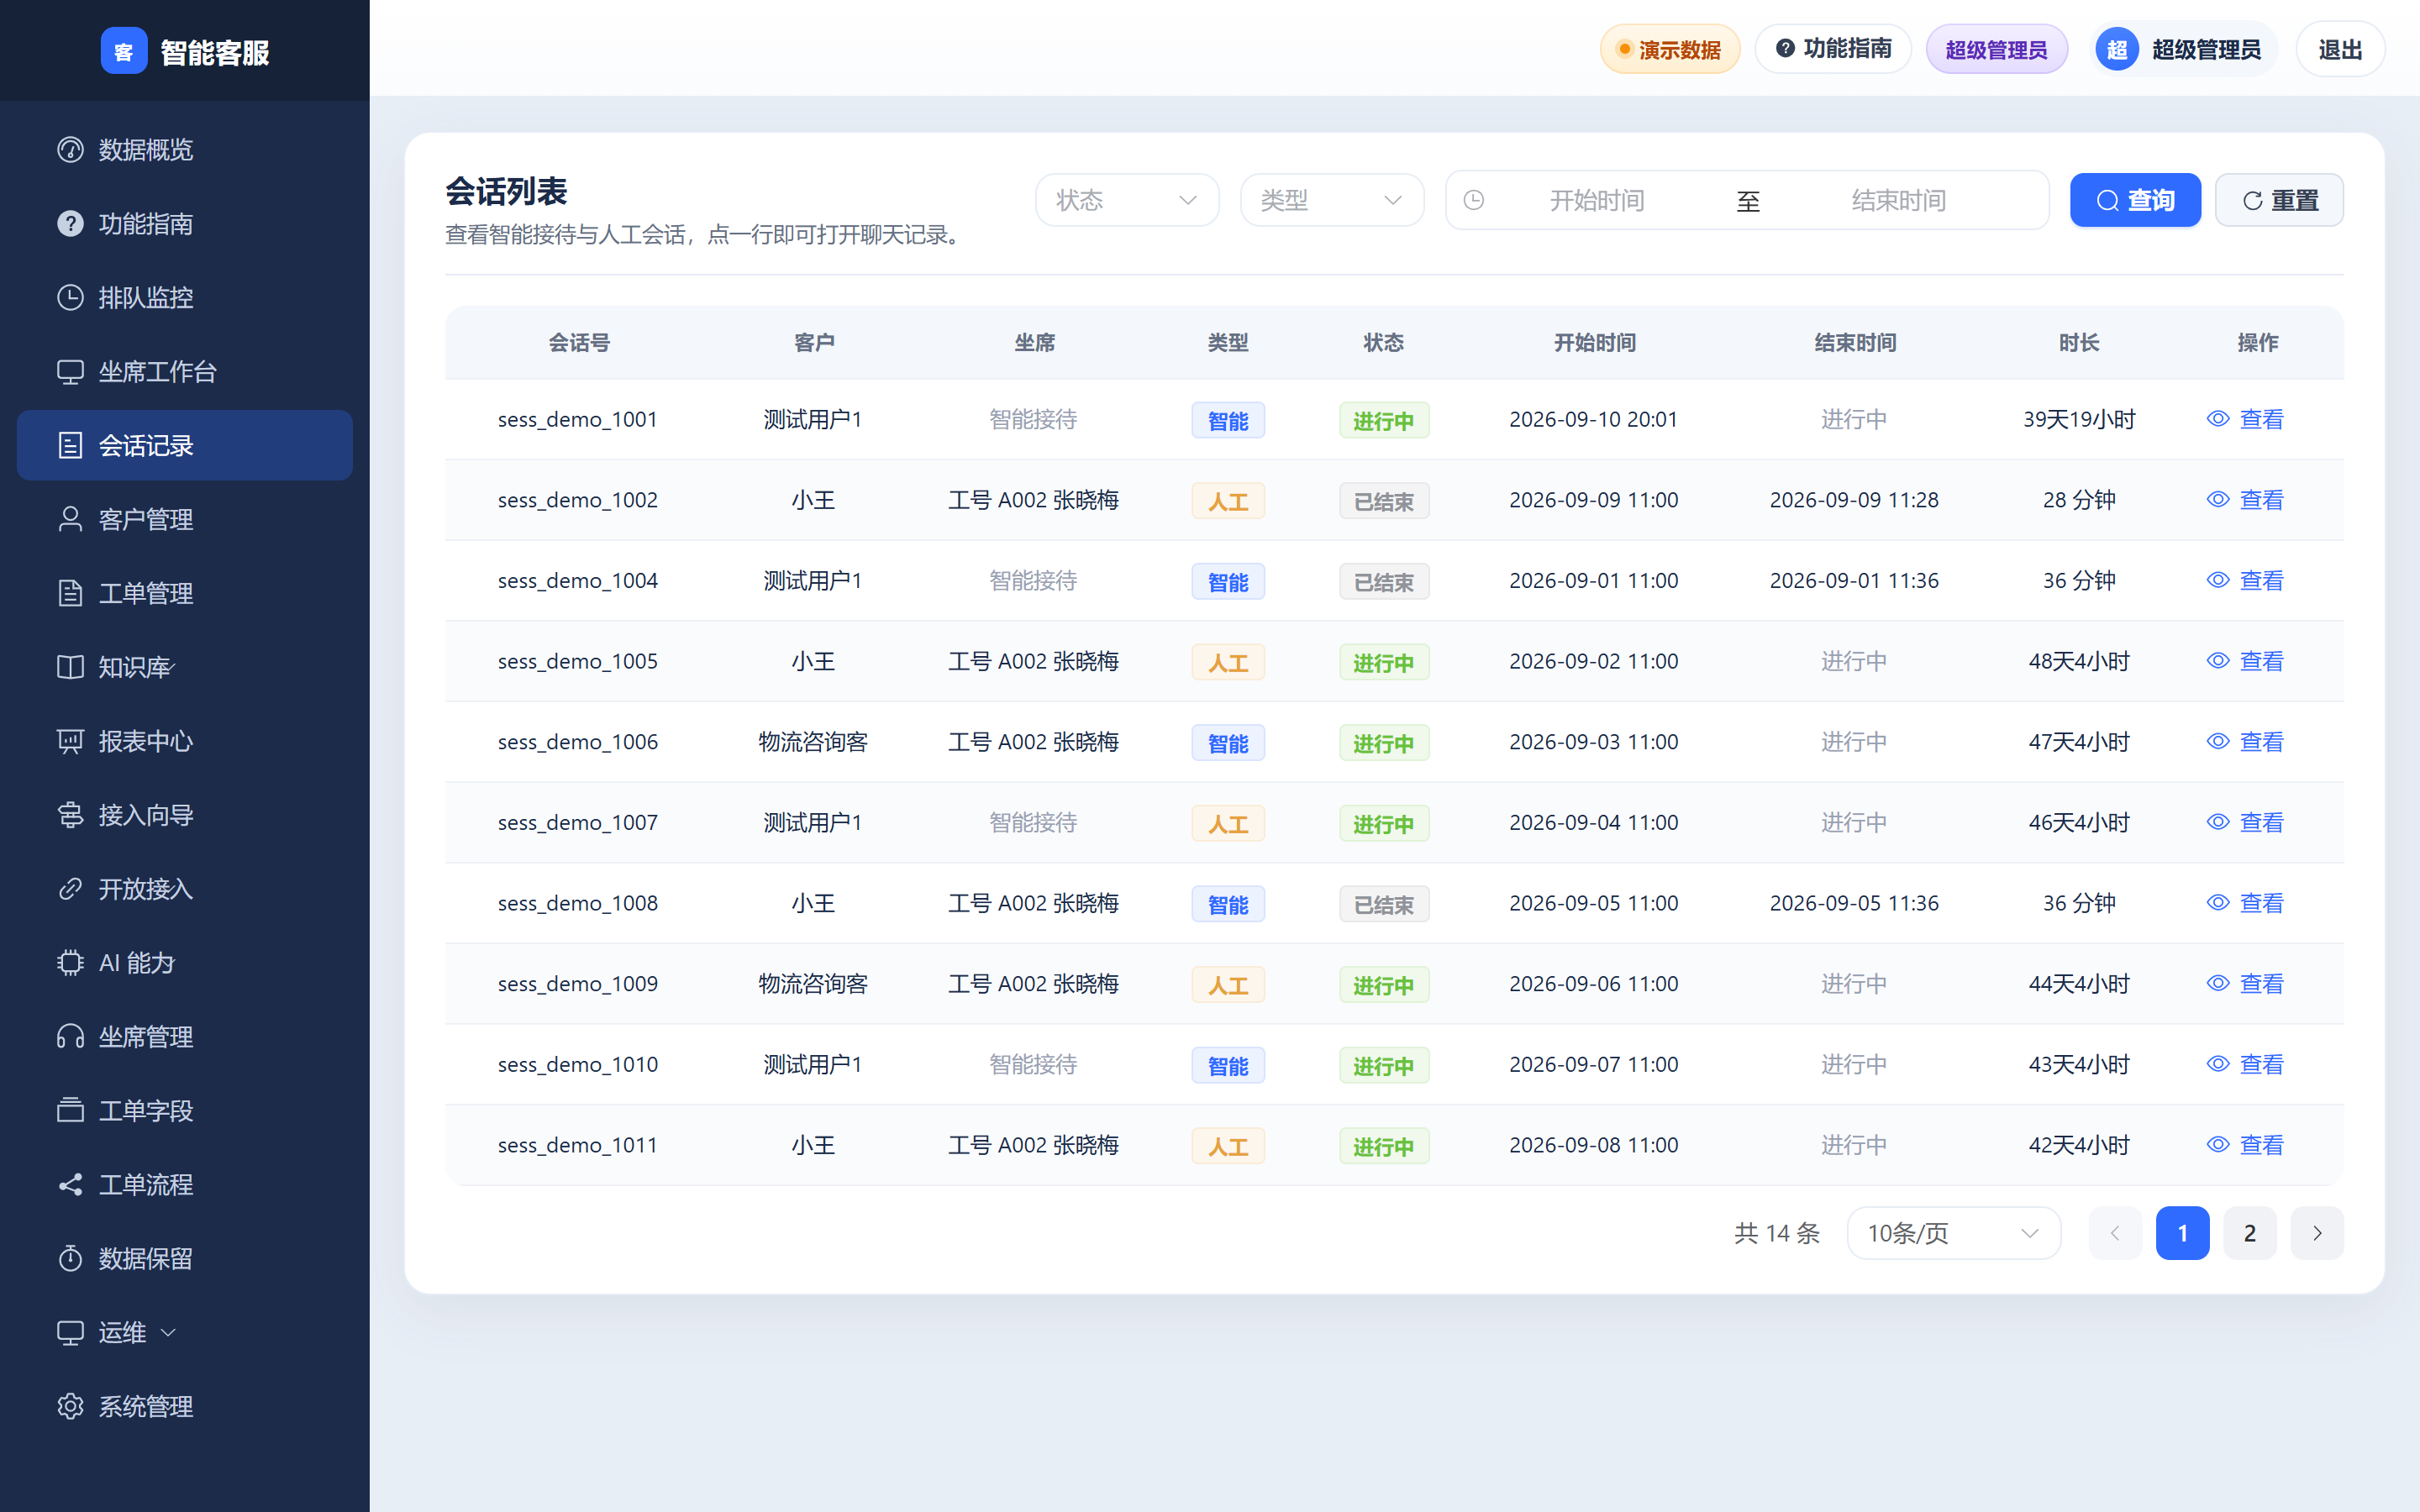 客 智能客服
数据概览
功能指南
排队监控
坐席工作台
会话记录
客户管理
工单管理
知识库
报表中心
接入向导
开放接入
AI 能力
坐席管理
工单字段
工单流程
数据保留
运维
系统管理
演示数据 功能指南 超级管理员 超 超级管理员 退出
会话列表
查看智能接待与人工会话，点一行即可打开聊天记录。
状态 类型 开始时间 至 结束时间 查询 重置
会话号 客户 坐席 类型 状态 开始时间 结束时间 时长 操作
sess_demo_1001 测试用户1 智能接待 智能 进行中 2026-09-10 20:01 进行中 39天19小时 查看
sess_demo_1002 小王 工号 A002 张晓梅 人工 已结束 2026-09-09 11:00 2026-09-09 11:28 28 分钟 查看
sess_demo_1004 测试用户1 智能接待 智能 已结束 2026-09-01 11:00 2026-09-01 11:36 36 分钟 查看
sess_demo_1005 小王 工号 A002 张晓梅 人工 进行中 2026-09-02 11:00 进行中 48天4小时 查看
sess_demo_1006 物流咨询客 工号 A002 张晓梅 智能 进行中 2026-09-03 11:00 进行中 47天4小时 查看
sess_demo_1007 测试用户1 智能接待 人工 进行中 2026-09-04 11:00 进行中 46天4小时 查看
sess_demo_1008 小王 工号 A002 张晓梅 智能 已结束 2026-09-05 11:00 2026-09-05 11:36 36 分钟 查看
sess_demo_1009 物流咨询客 工号 A002 张晓梅 人工 进行中 2026-09-06 11:00 进行中 44天4小时 查看
sess_demo_1010 测试用户1 智能接待 智能 进行中 2026-09-07 11:00 进行中 43天4小时 查看
sess_demo_1011 小王 工号 A002 张晓梅 人工 进行中 2026-09-08 11:00 进行中 42天4小时 查看
共 14 条 10条/页 1 2